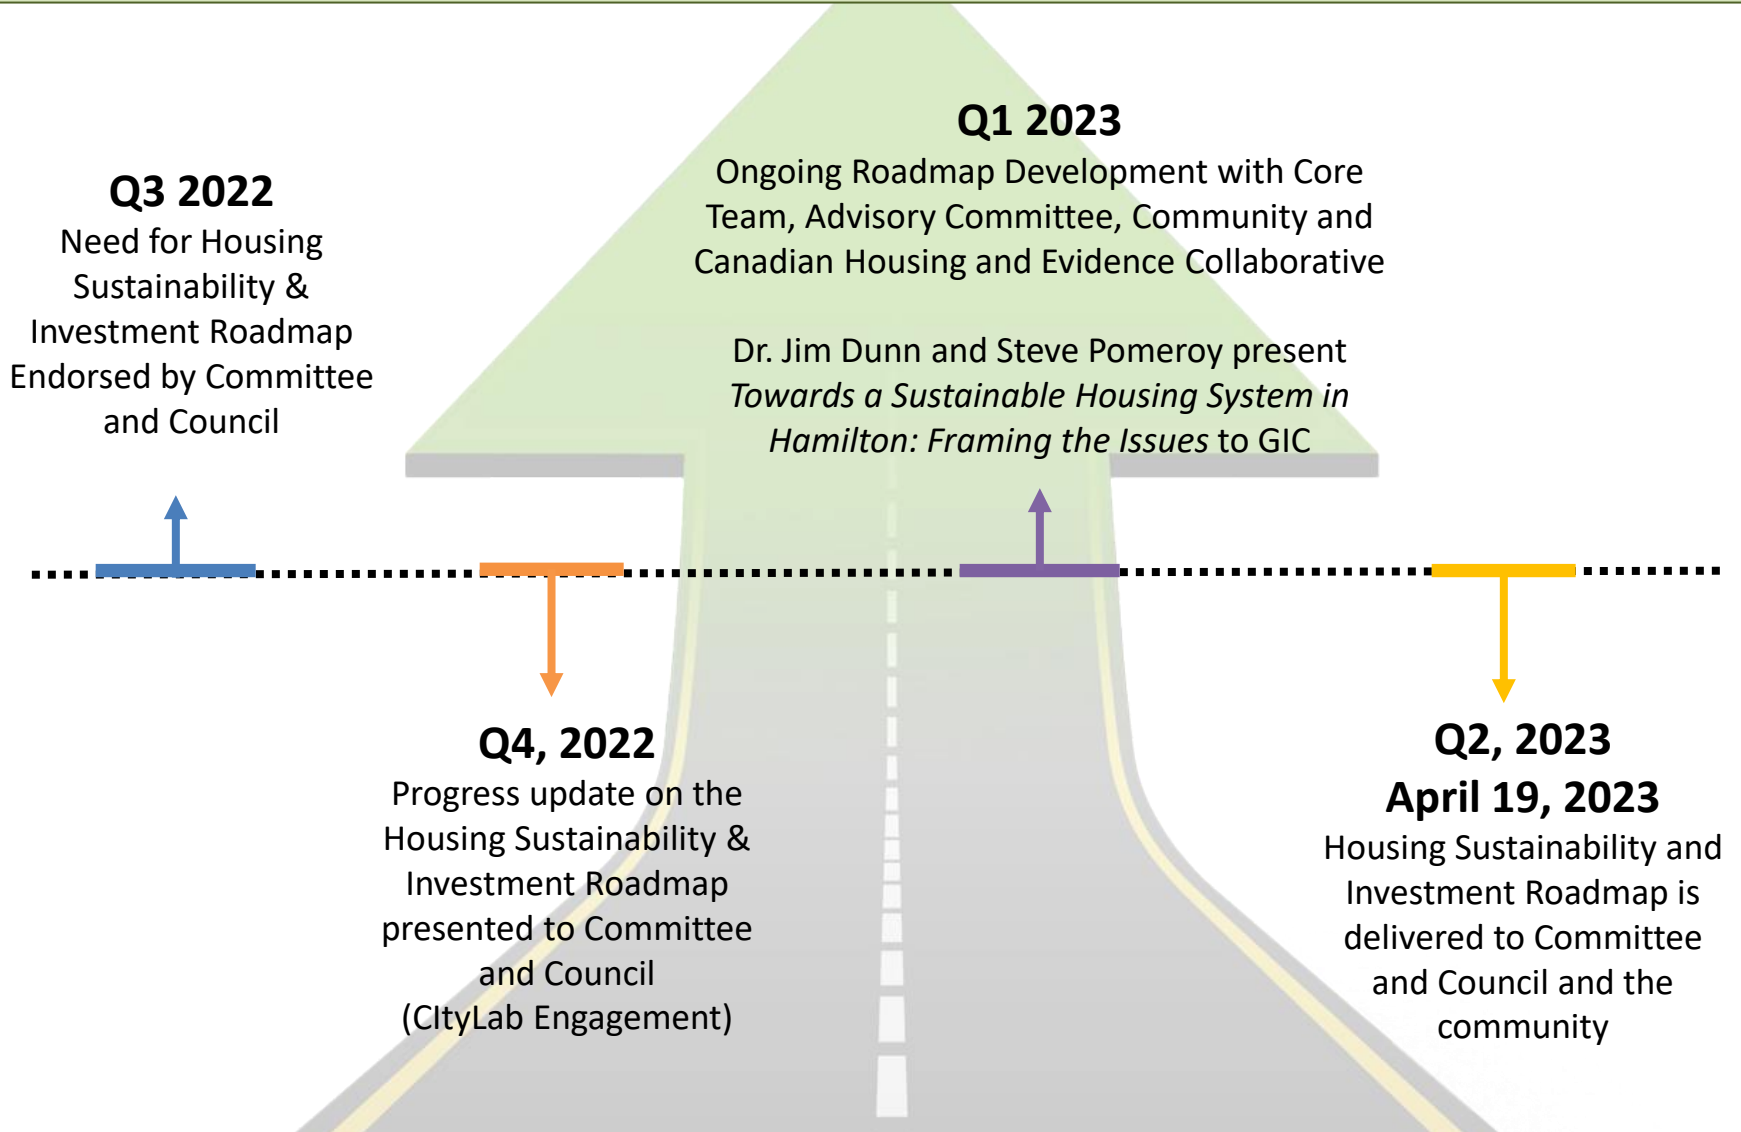 Q3 2022
Need for Housing
Sustainability &
Investment Roadmap
Endorsed by Committee
and Council
Q4, 2022
Progress update on the
Housing Sustainability &
Investment Roadmap
presented to Committee
and Council
(CItyLab Engagement)
Q1 2023
Ongoing Roadmap Development with Core
Team, Advisory Committee, Community and
Canadian Housing and Evidence Collaborative
Dr. Jim Dunn and Steve Pomeroy present
Towards a Sustainable Housing System in
Hamilton: Framing the Issues to GIC
Q2, 2023
April 19, 2023
Housing Sustainability and
Investment Roadmap is
delivered to Committee
and Council and the
community